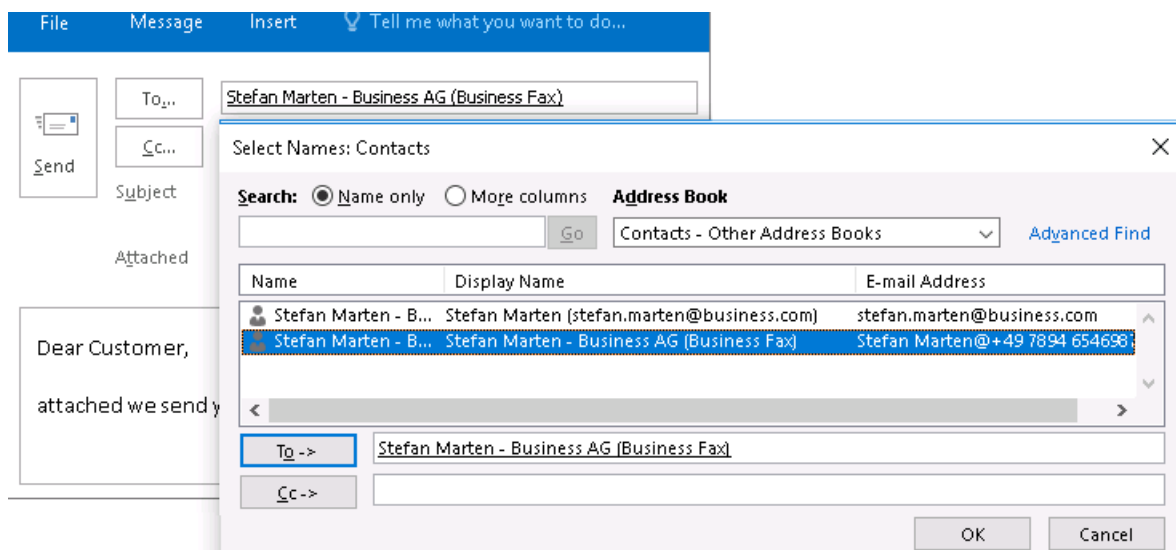 File Message Insert Tell me what you want to do...
To... Stefan Marten - Business AG (Business Fax)
Cc...
Send
Subject
Attached
Dear Customer,
attached we send y
Select Names: Contacts
Search: Name only More columns Address Book
Go Contacts - Other Address Books Advanced Find
Name Display Name E-mail Address
Stefan Marten - B... Stefan Marten (stefan.marten@business.com) stefan.marten@business.com
Stefan Marten - B... Stefan Marten - Business AG (Business Fax) Stefan Marten@+49 7894 654698
To -> Stefan Marten - Business AG (Business Fax)
Cc ->
OK Cancel